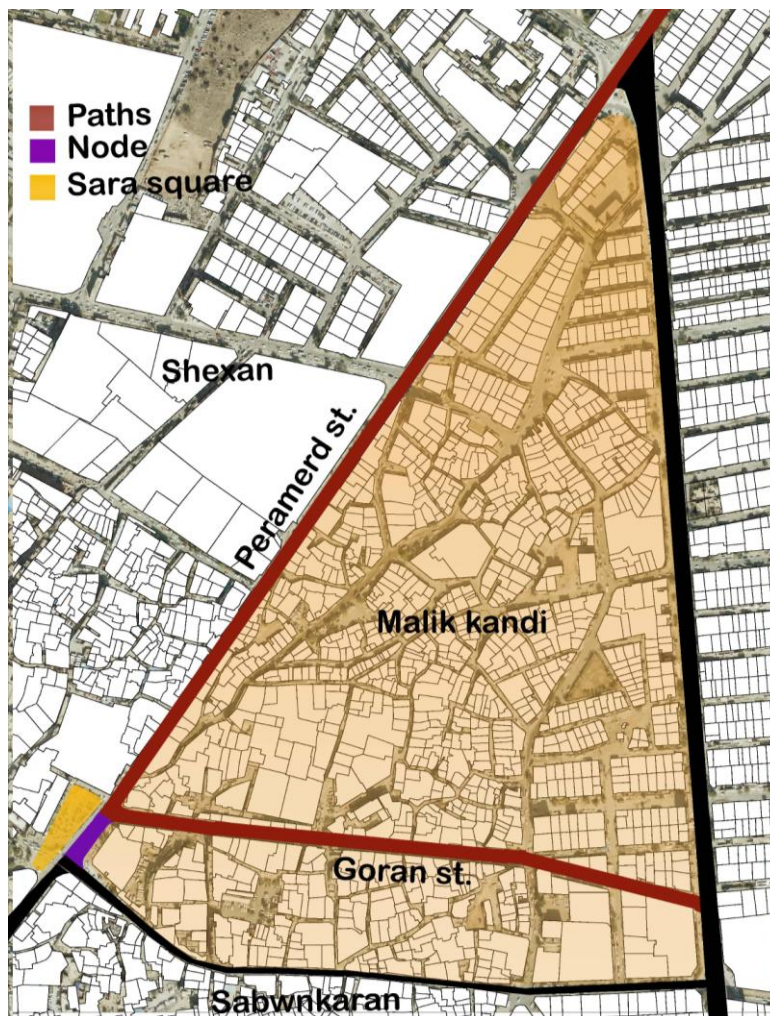 Paths
Node
Sara square
Shexan
Peramerd st.
Malik kandi
Goran st.
Sabwnkaran